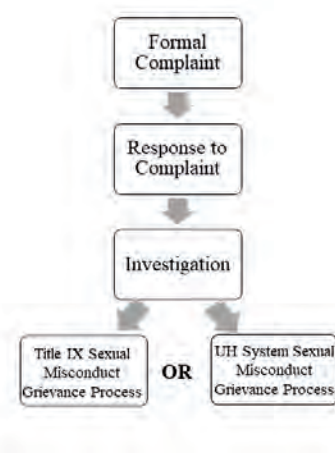 Formal
Complaint
Response to
Complaint
Investigation
Title IX Sexual
Misconduct
Grievance Process
OR
UH System Sexual
Misconduct
Grievance Process